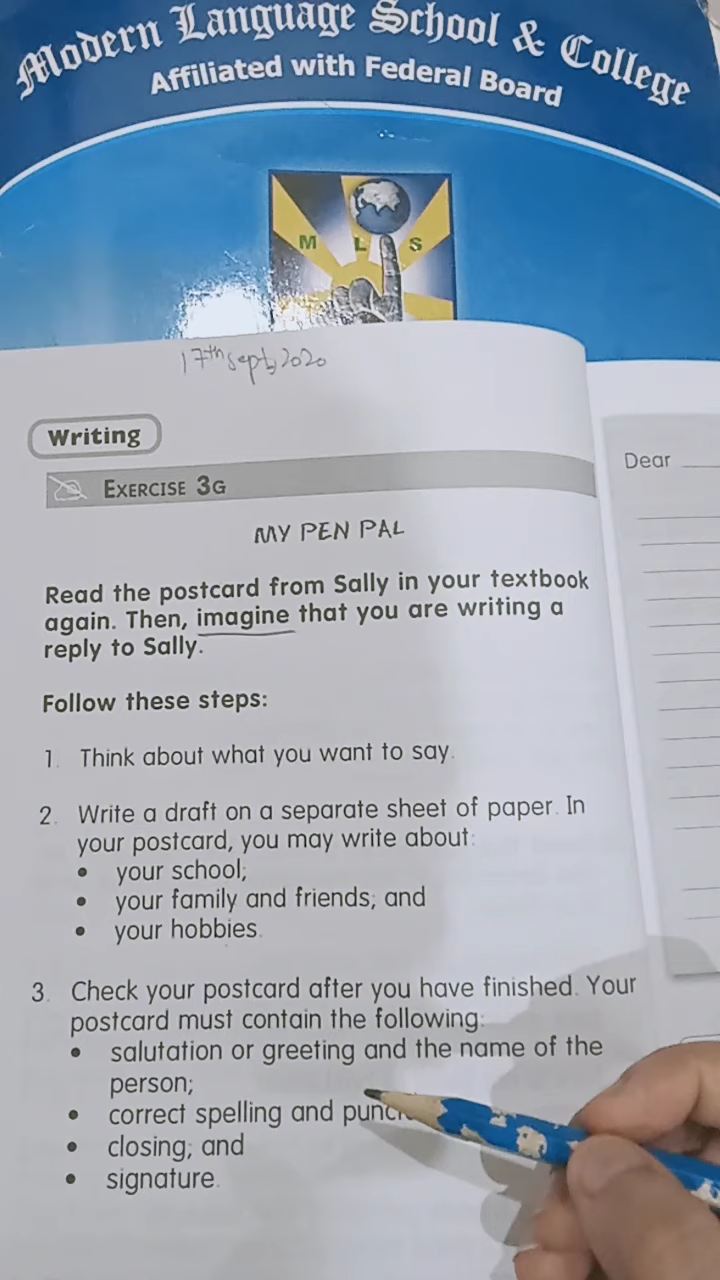 Modern Language School & College
Affiliated with Federal Board
M L S
17th Sept, 2020
Writing
EXERCISE 3G
MY PEN PAL
Read the postcard from Sally in your textbook
again. Then, imagine that you are writing a
reply to Sally.
Follow these steps:
1. Think about what you want to say.
2. Write a draft on a separate sheet of paper. In
your postcard, you may write about:
• your school;
• your family and friends; and
• your hobbies.
3. Check your postcard after you have finished. Your
postcard must contain the following:
• salutation or greeting and the name of the
person;
• correct spelling and
• closing; and
• signature.
Dear